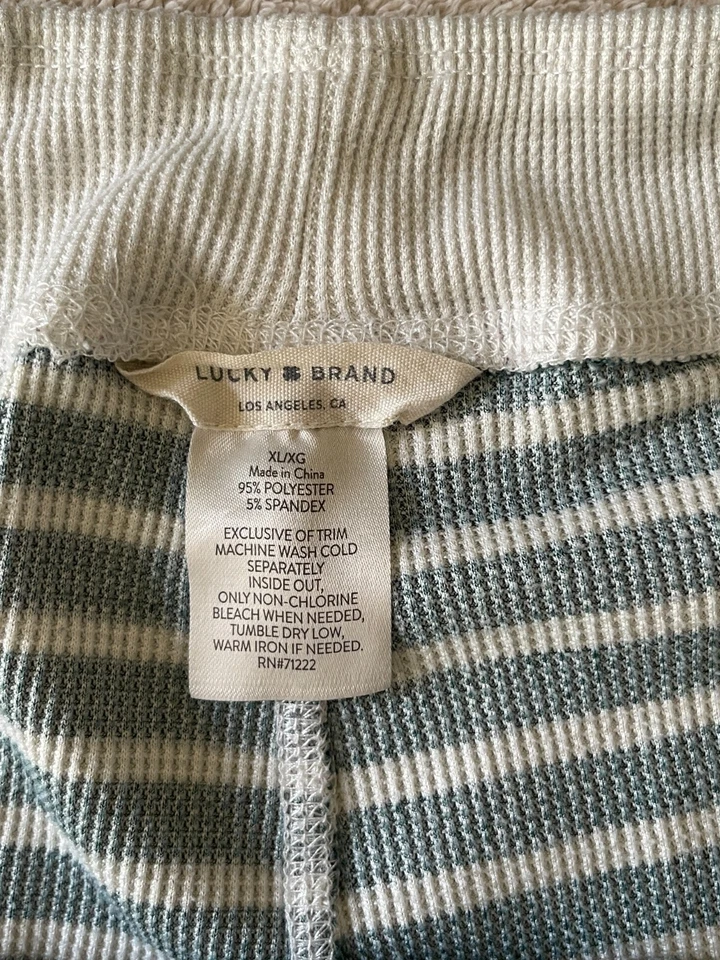 LUCKY BRAND
LOS ANGELES, CA
XL/XG
Made in China
95% POLYESTER
5% SPANDEX
EXCLUSIVE OF TRIM
MACHINE WASH COLD
SEPARATELY
INSIDE OUT,
ONLY NON-CHLORINE
BLEACH WHEN NEEDED,
TUMBLE DRY LOW,
WARM IRON IF NEEDED.
RN#71222